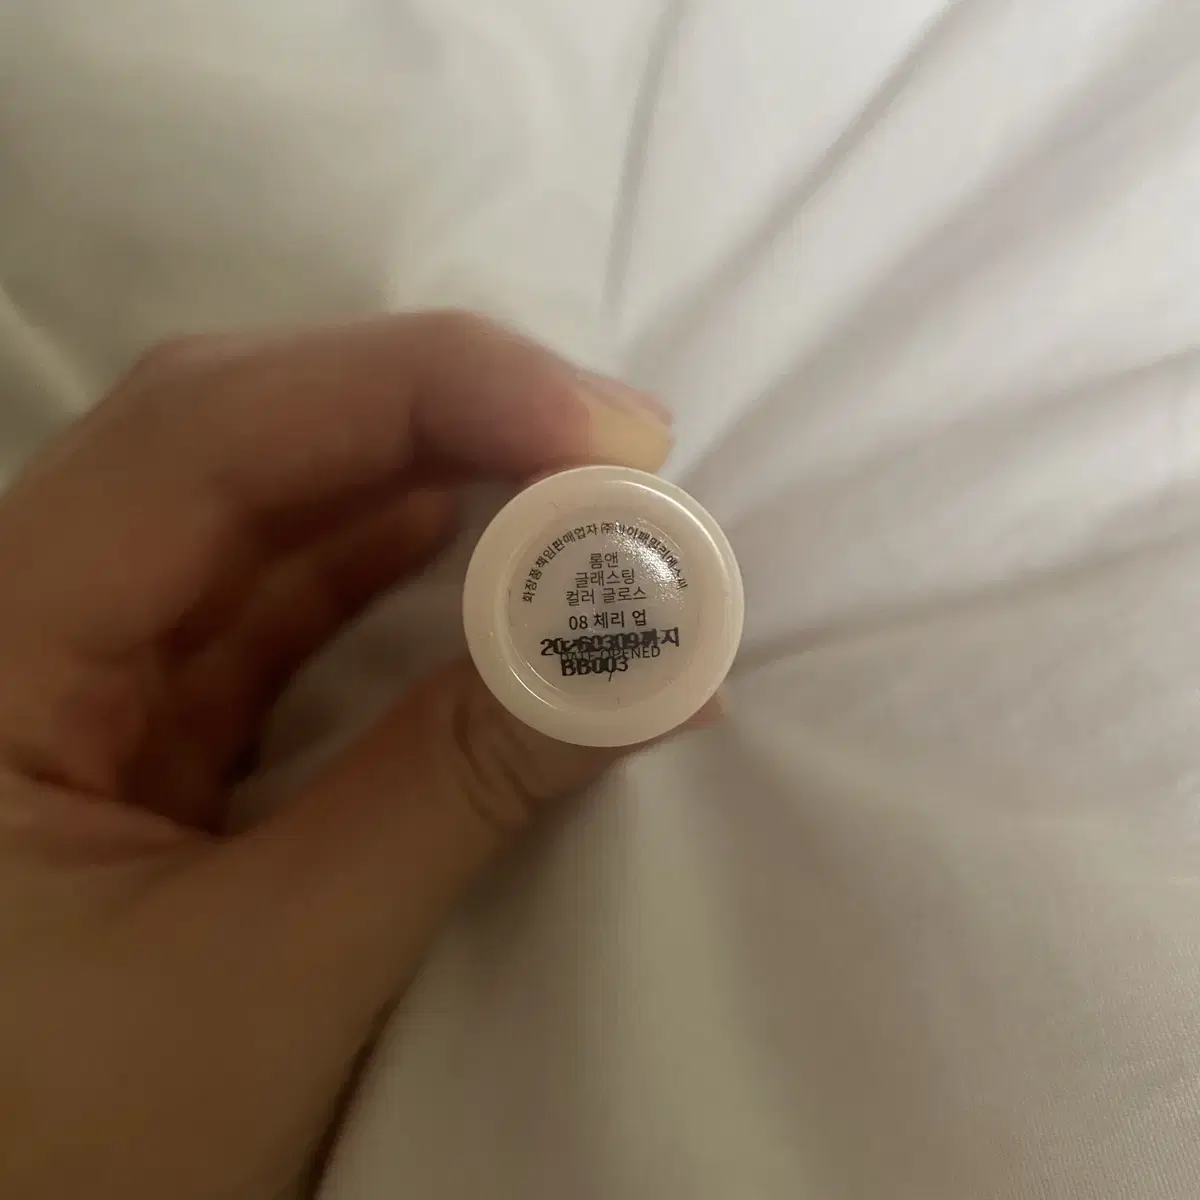 화장품책임판매업자 ㈜아이패밀리에스씨
롬앤
글래스팅
컬러 글로스
08 체리 업
20260309까지
DATE OPENED
BB003
/